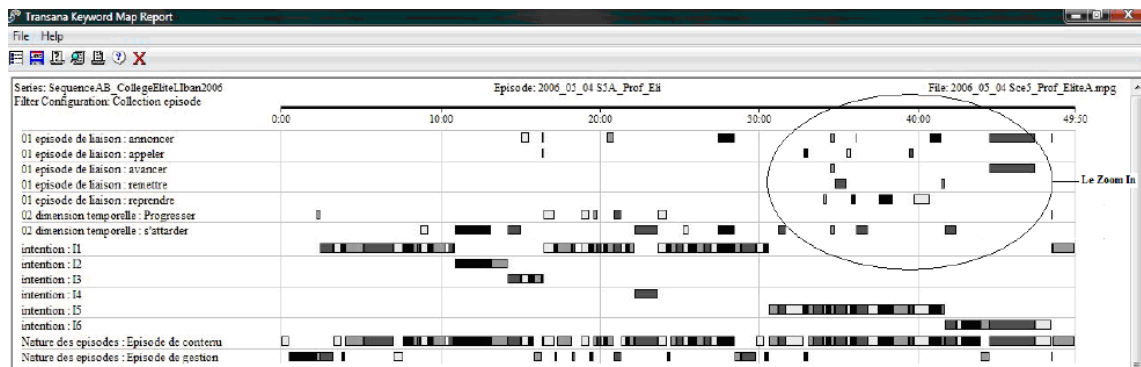 Transana Keyword Map Report
File Help
Series: SequenceAB_CollegeEliteLIban2006 Episode: 2006_05_04 S5A_Prof_Eli File: 2006_05_04 Sce5_Prof_EliteA.mpg
Filter Configuration: Collection episode
0:00 10:00 20:00 30:00 40:00 49:50
01 episode de liaison : annoncer
01 episode de liaison : appeler
01 episode de liaison : avancer
01 episode de liaison : remettre
Le Zoom In
01 episode de liaison : reprendre
02 dimension temporelle : Progresser
02 dimension temporelle : s'attarder
intention : I1
intention : I2
intention : I3
intention : I4
intention : I5
intention : I6
Nature des episodes : Episode de contenu
Nature des episodes : Episode de gestion